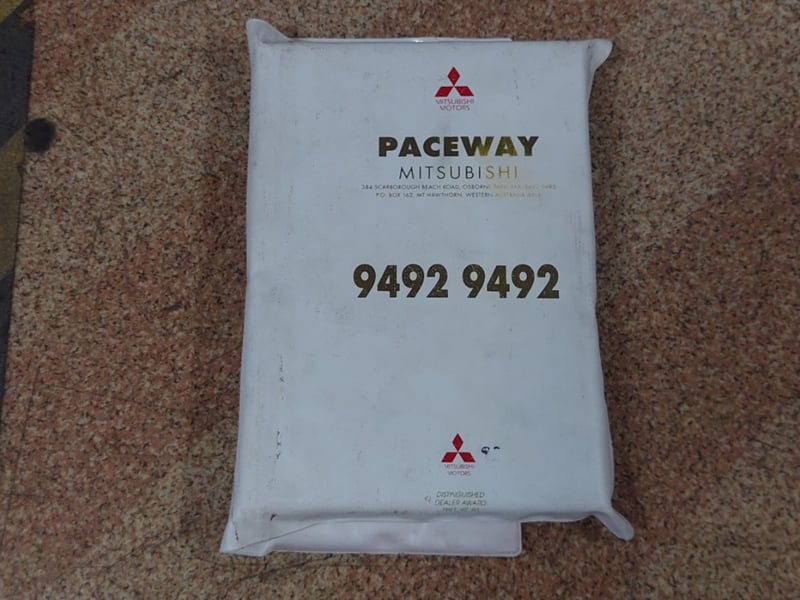 MITSUBISHI
MOTORS
PACEWAY
MITSUBISHI
384 SCARBOROUGH BEACH ROAD, OSBORNE PARK
P.O. BOX 162, MT HAWTHORN, WESTERN AUSTRALIA
9492 9492
MITSUBISHI
MOTORS
DISTINGUISHED
DEALER AWARD